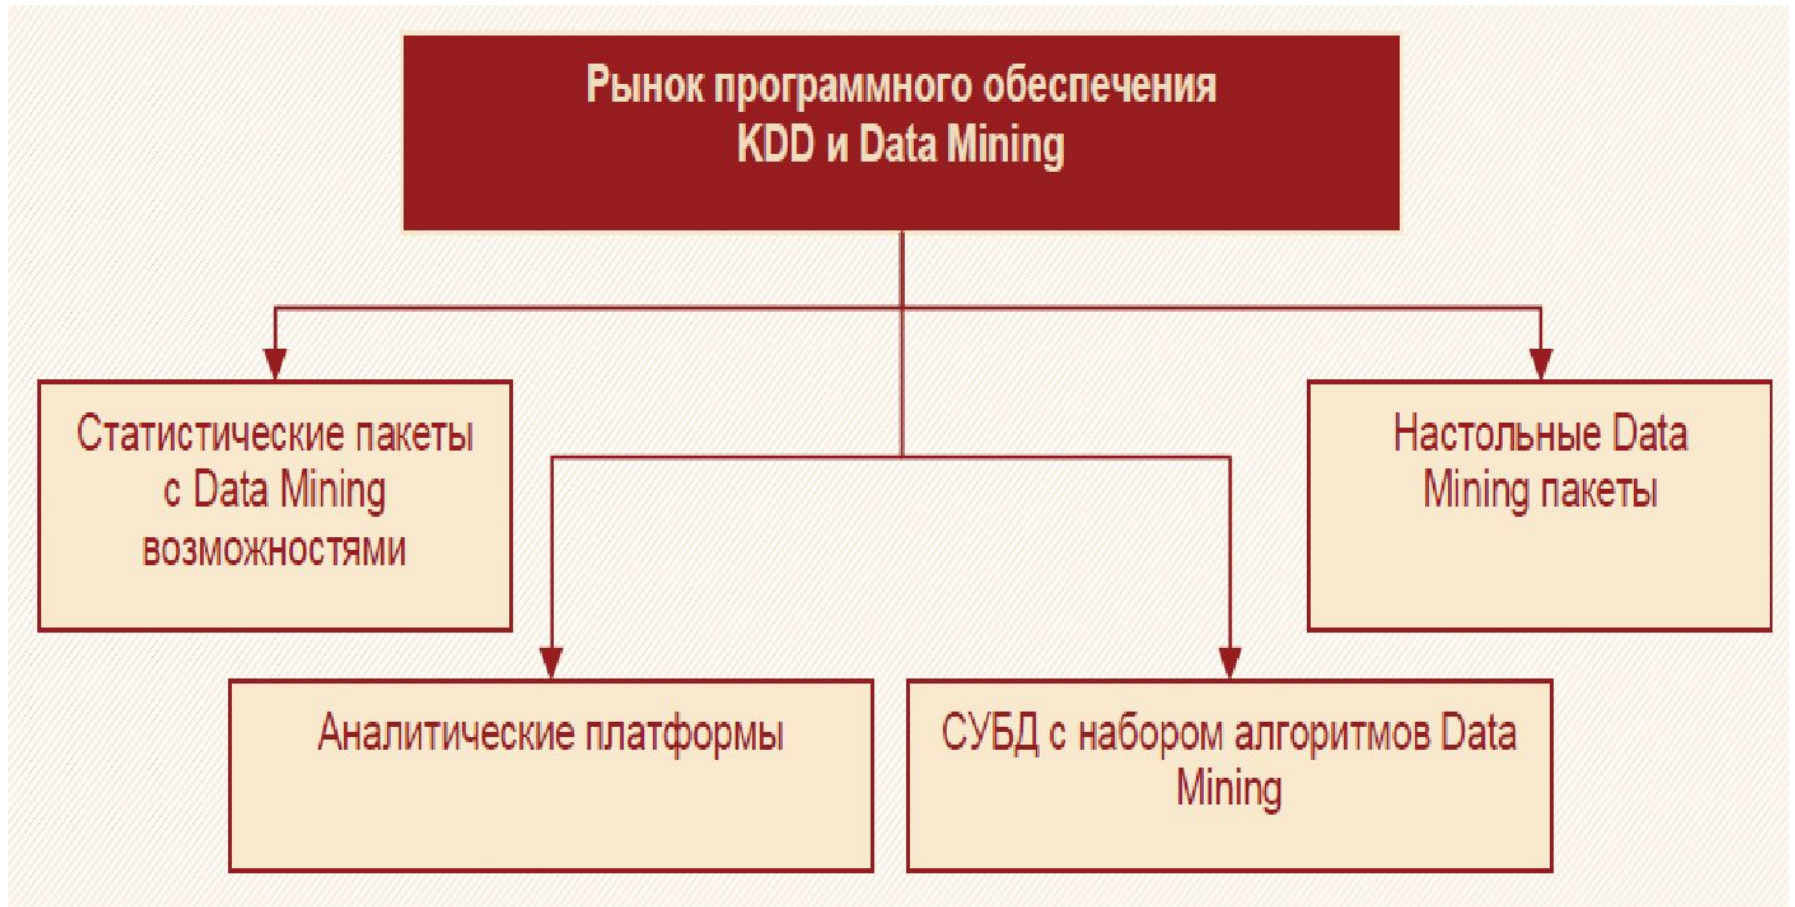 Рынок программного обеспечения
KDD и Data Mining
Статистические пакеты
с Data Mining
возможностями
Настольные Data
Mining пакеты
Аналитические платформы
СУБД с набором алгоритмов Data
Mining